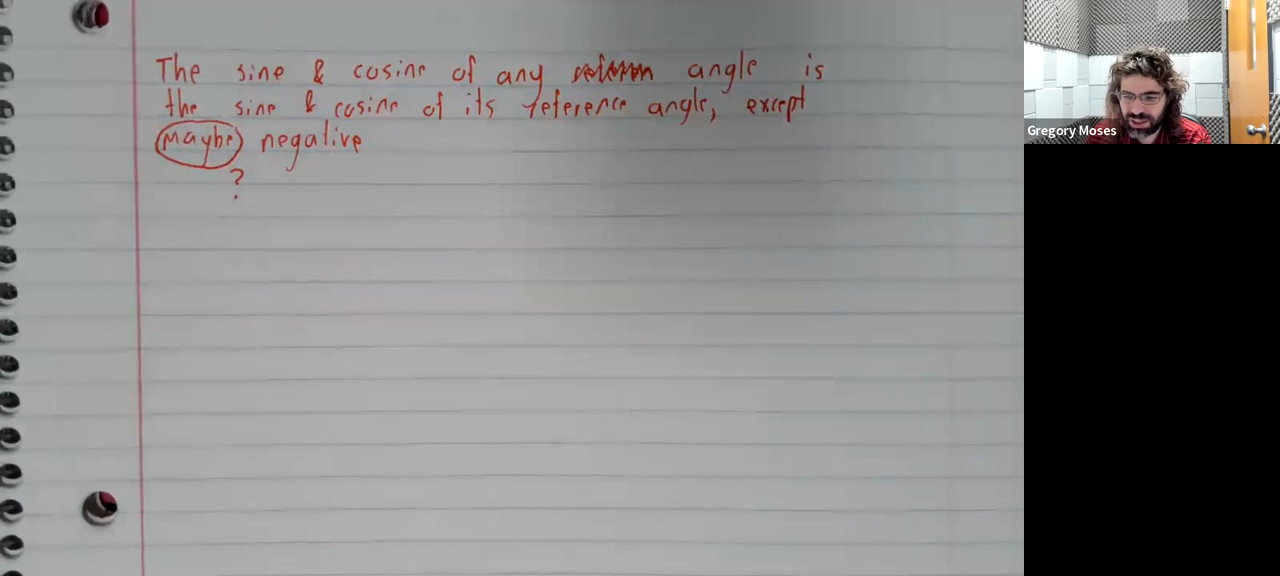 The sine & cosine of any angle is
the sine & cosine of its reference angle, except
maybe negative
?
Gregory Moses